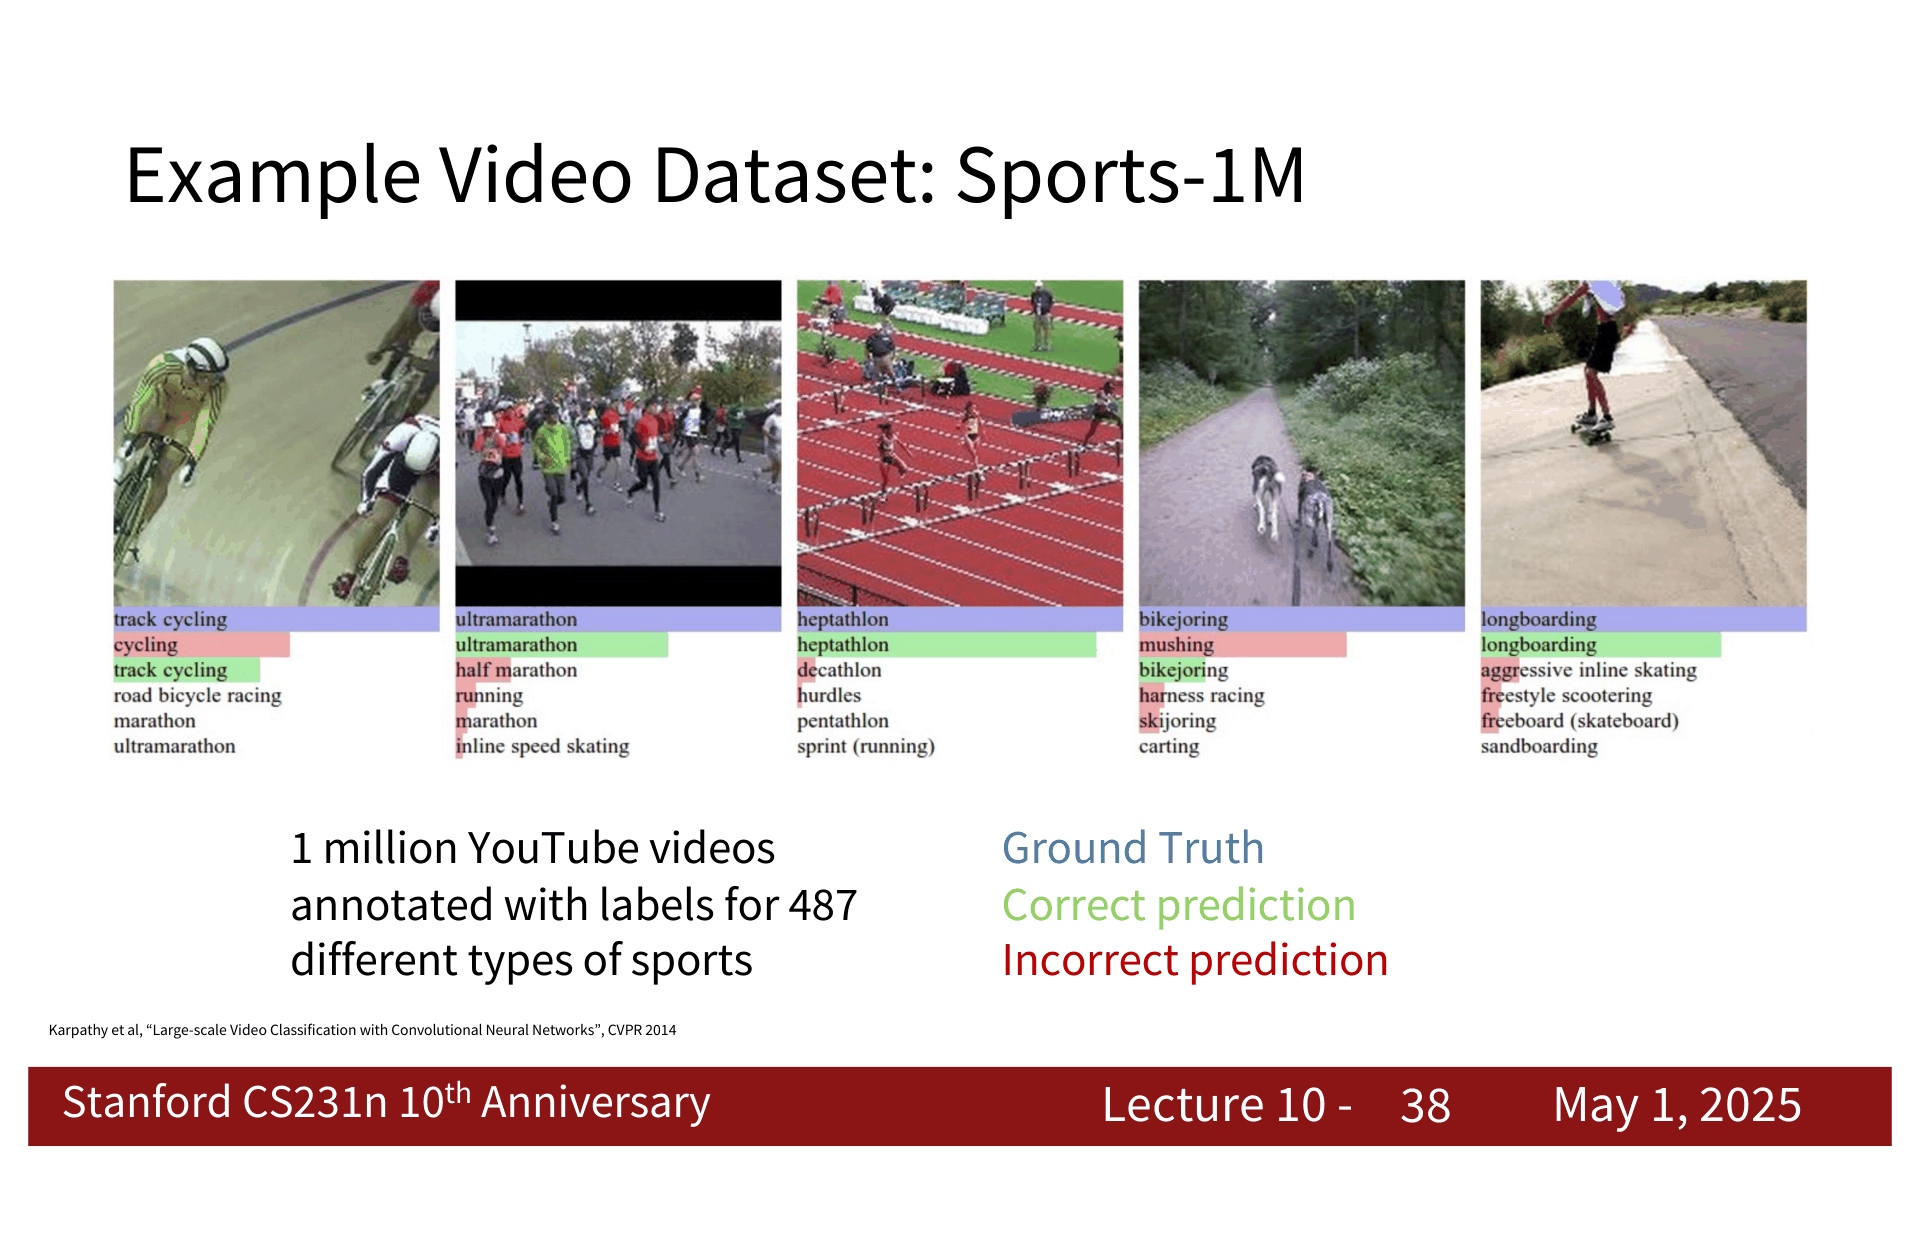 Example Video Dataset: Sports-1M
track cycling
cycling
track cycling
road bicycle racing
marathon
ultramarathon
ultramarathon
ultramarathon
half marathon
running
marathon
inline speed skating
heptathlon
heptathlon
decathlon
hurdles
pentathlon
sprint (running)
bikejoring
mushing
bikejoring
harness racing
skijoring
carting
longboarding
longboarding
aggressive inline skating
freestyle scootering
freeboard (skateboard)
sandboarding
1 million YouTube videos
annotated with labels for 487
different types of sports
Ground Truth
Correct prediction
Incorrect prediction
Karpathy et al, “Large-scale Video Classification with Convolutional Neural Networks”, CVPR 2014
Stanford CS231n 10th Anniversary
Lecture 10 - 38
May 1, 2025